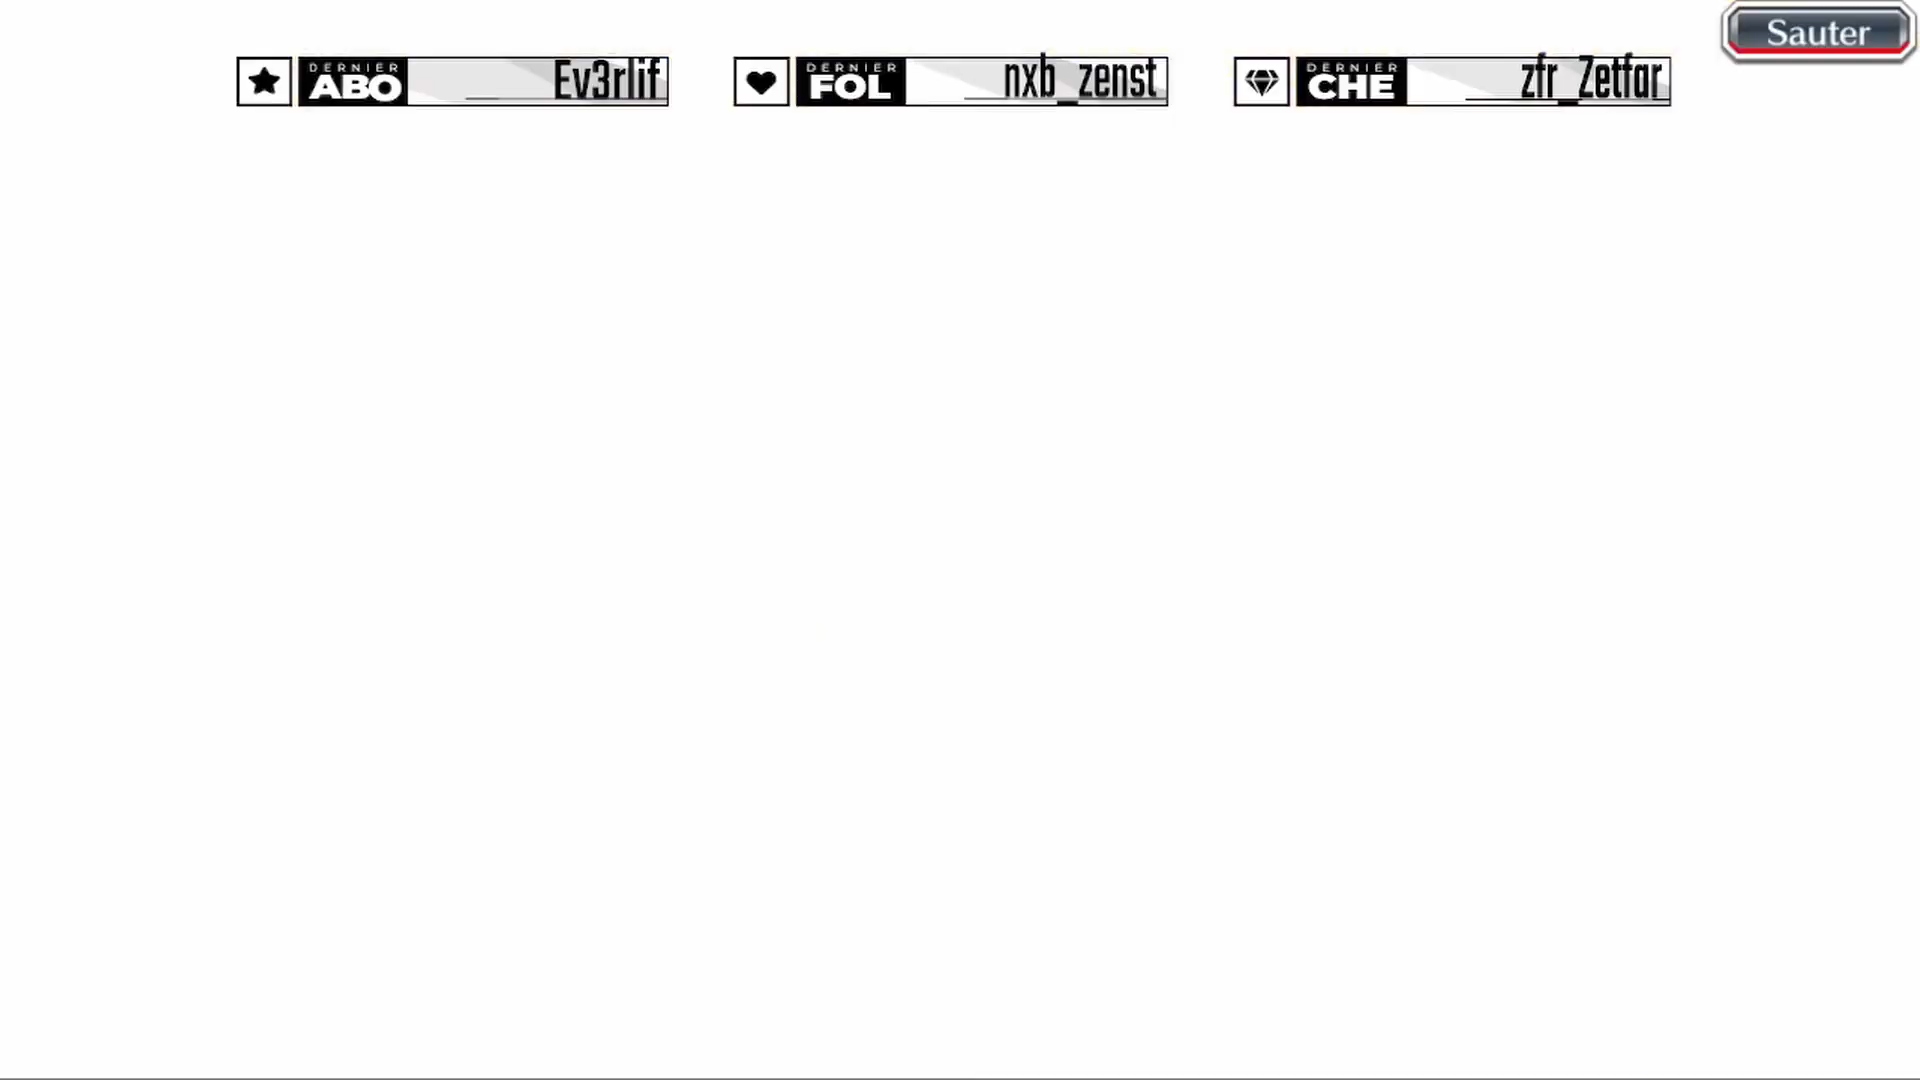 Sauter
DERNIER
ABO
Ev3rlif
DERNIER
FOL
nxb_zenst
DERNIER
CHE
zfr_Zetfar